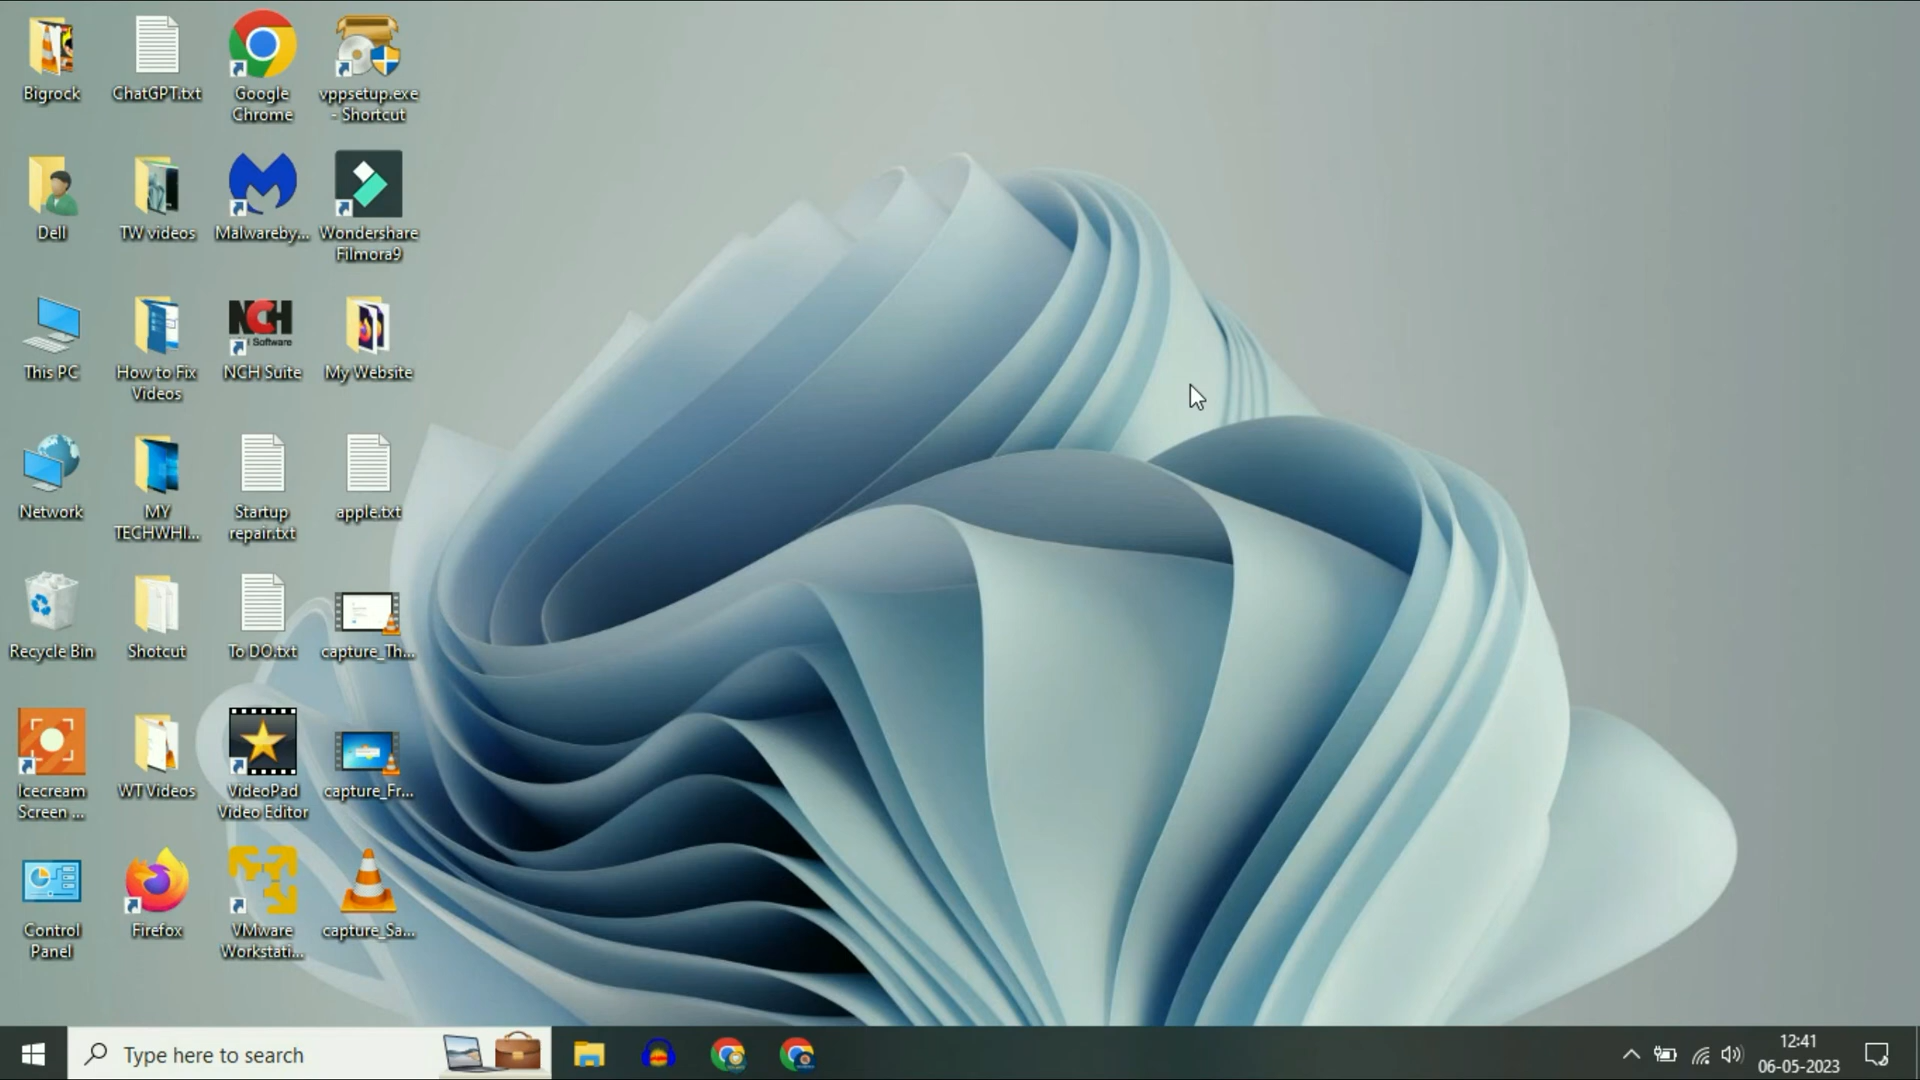 Bigrock
ChatGPT.txt
Google
Chrome
vppsetup.exe
- Shortcut
Dell
TW videos
Malwareby...
Wondershare
Filmora9
This PC
How to Fix
Videos
NCH
Software
NCH Suite
My Website
Network
MY
TECHWHI...
Startup
repair.txt
apple.txt
Recycle Bin
Shotcut
To DO.txt
capture_Th...
Icecream
Screen ...
WT Videos
VideoPad
Video Editor
capture_Fr...
Control
Panel
Firefox
VMware
Workstati...
capture_Sa...
Type here to search
12:41
06-05-2023